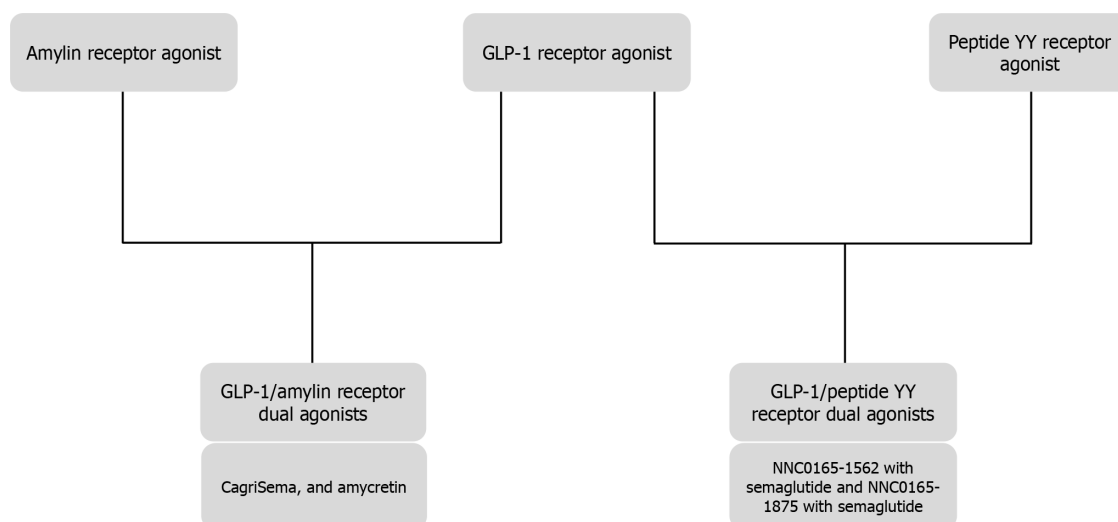 Amylin receptor agonist
GLP-1 receptor agonist
Peptide YY receptor
agonist
GLP-1/amylin receptor
dual agonists
CagriSema, and amycretin
GLP-1/peptide YY
receptor dual agonists
NNC0165-1562 with
semaglutide and NNC0165-
1875 with semaglutide